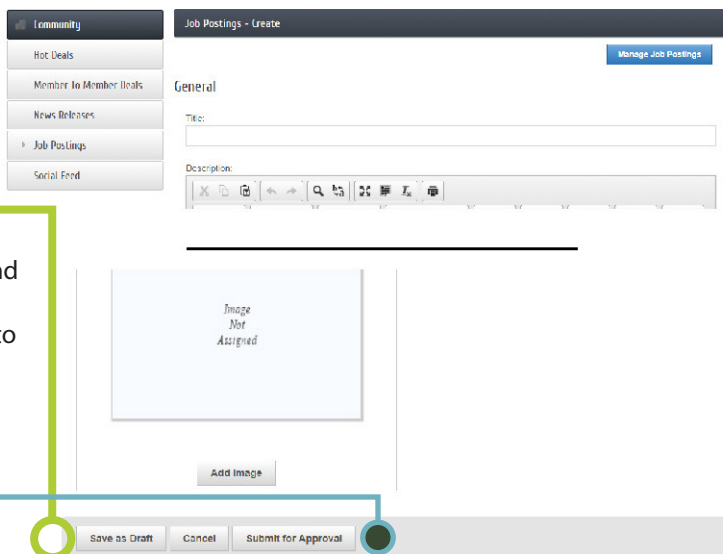 Community
Hot Deals
Member To Member Deals
News Releases
Job Postings
Social Feed
Job Postings - Create
Manage Job Postings
General
Title:
Description:
to
Image
Not
Assigned
Add Image
Save as Draft
Cancel
Submit for Approval